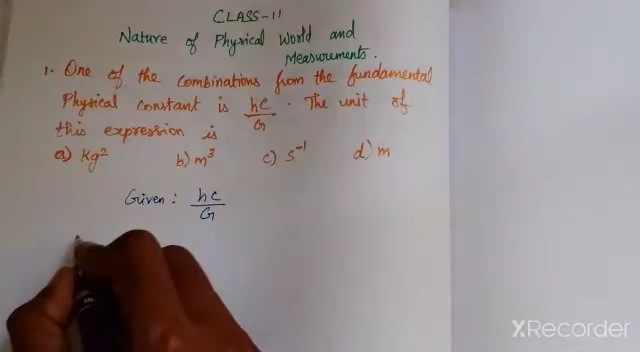 CLASS-11
Nature of Physical World and
Measurements.
1. One of the combinations from the fundamental
Physical constant is hc/G. The unit of
this expression is
a) Kg² b) m³ c) s⁻¹ d) m
Given: hc/G
XRecorder